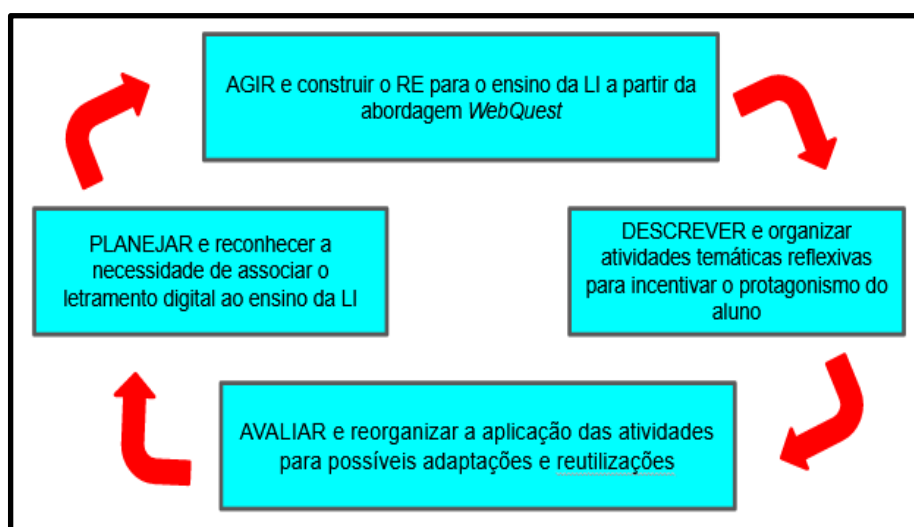 AGIR e construir o RE para o ensino da LI a partir da
abordagem WebQuest
PLANEJAR e reconhecer a
necessidade de associar o
letramento digital ao ensino da LI
DESCREVER e organizar
atividades temáticas reflexivas
para incentivar o protagonismo do
aluno
AVALIAR e reorganizar a aplicação das atividades
para possíveis adaptações e reutilizações